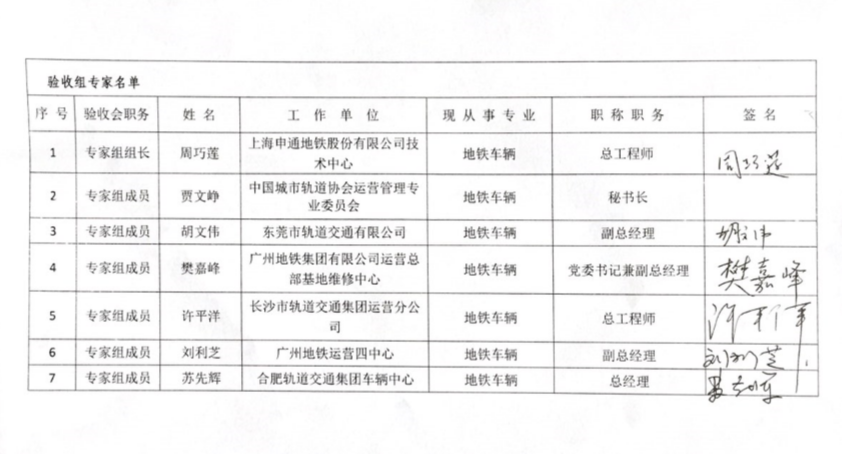 验收组专家名单
序号 验收会职务 姓名 工作单位 现从事专业 职称职务 签名
1 专家组组长 周巧莲 上海申通地铁股份有限公司技术中心 地铁车辆 总工程师 周巧莲
2 专家组成员 贾文峥 中国城市轨道协会运营管理专业委员会 地铁车辆 秘书长
3 专家组成员 胡文伟 东莞市轨道交通有限公司 地铁车辆 副总经理 胡文伟
4 专家组成员 樊嘉峰 广州地铁集团有限公司运营总部基地维修中心 地铁车辆 党委书记兼副总经理 樊嘉峰
5 专家组成员 许平洋 长沙市轨道交通集团运营分公司 地铁车辆 总工程师
6 专家组成员 刘利芝 广州地铁运营四中心 地铁车辆 副总经理 刘利芝
7 专家组成员 苏先辉 合肥轨道交通集团车辆中心 地铁车辆 总经理